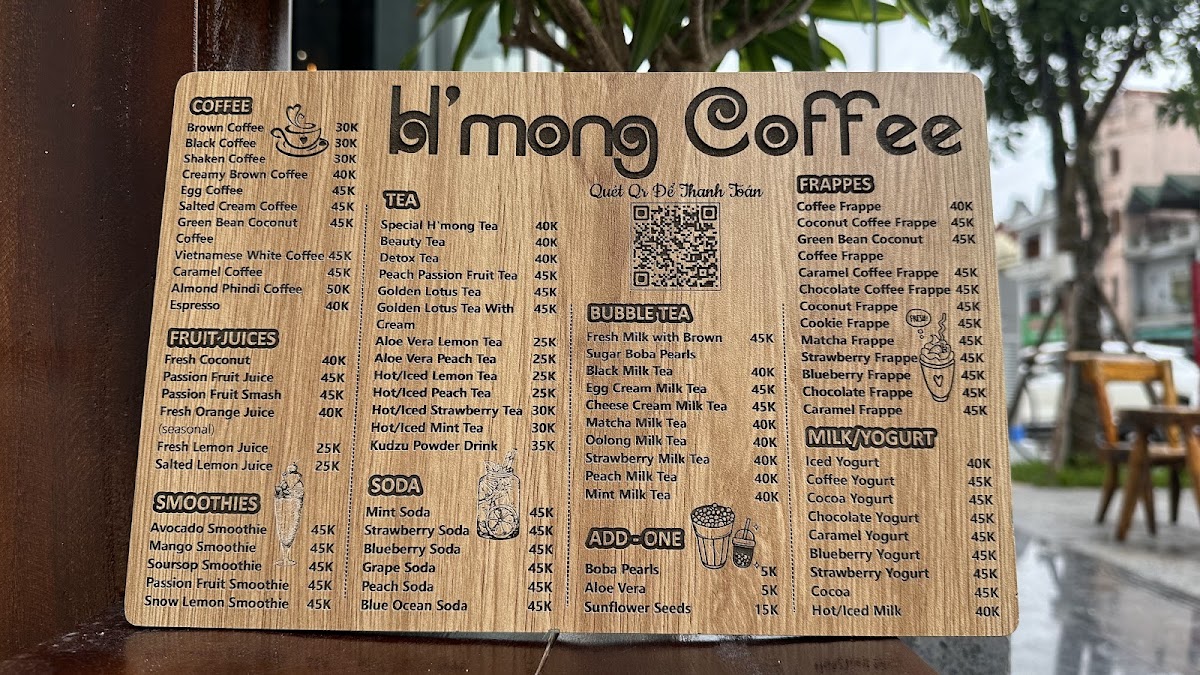 H'mong Coffee
Quét Qr Để Thanh Toán
COFFEE
Brown Coffee 30K
Black Coffee 30K
Shaken Coffee 30K
Creamy Brown Coffee 40K
Egg Coffee 45K
Salted Cream Coffee 45K
Green Bean Coconut 45K
Coffee
Vietnamese White Coffee 45K
Caramel Coffee 45K
Almond Phindi Coffee 50K
Espresso 40K
FRUIT JUICES
Fresh Coconut 40K
Passion Fruit Juice 45K
Passion Fruit Smash 45K
Fresh Orange Juice 40K
(seasonal)
Fresh Lemon Juice 25K
Salted Lemon Juice 25K
SMOOTHIES
Avocado Smoothie 45K
Mango Smoothie 45K
Soursop Smoothie 45K
Passion Fruit Smoothie 45K
Snow Lemon Smoothie 45K
TEA
Special H'mong Tea 40K
Beauty Tea 40K
Detox Tea 40K
Peach Passion Fruit Tea 45K
Golden Lotus Tea 45K
Golden Lotus Tea With 45K
Cream
Aloe Vera Lemon Tea 25K
Aloe Vera Peach Tea 25K
Hot/Iced Lemon Tea 25K
Hot/Iced Peach Tea 25K
Hot/Iced Strawberry Tea 30K
Hot/Iced Mint Tea 30K
Kudzu Powder Drink 35K
SODA
Mint Soda 45K
Strawberry Soda 45K
Blueberry Soda 45K
Grape Soda 45K
Peach Soda 45K
Blue Ocean Soda 45K
BUBBLE TEA
Fresh Milk with Brown 45K
Sugar Boba Pearls
Black Milk Tea 40K
Egg Cream Milk Tea 45K
Cheese Cream Milk Tea 45K
Matcha Milk Tea 40K
Oolong Milk Tea 40K
Strawberry Milk Tea 40K
Peach Milk Tea 40K
Mint Milk Tea 40K
ADD-ONE
Boba Pearls 5K
Aloe Vera 5K
Sunflower Seeds 15K
FRAPPES
Coffee Frappe 40K
Coconut Coffee Frappe 45K
Green Bean Coconut 45K
Coffee Frappe
Caramel Coffee Frappe 45K
Chocolate Coffee Frappe 45K
Coconut Frappe 45K
Cookie Frappe 45K
Matcha Frappe 45K
Strawberry Frappe 45K
Blueberry Frappe 45K
Chocolate Frappe 45K
Caramel Frappe 45K
FRESH!
MILK/YOGURT
Iced Yogurt 40K
Coffee Yogurt 45K
Cocoa Yogurt 45K
Chocolate Yogurt 45K
Caramel Yogurt 45K
Blueberry Yogurt 45K
Strawberry Yogurt 45K
Cocoa 45K
Hot/Iced Milk 40K